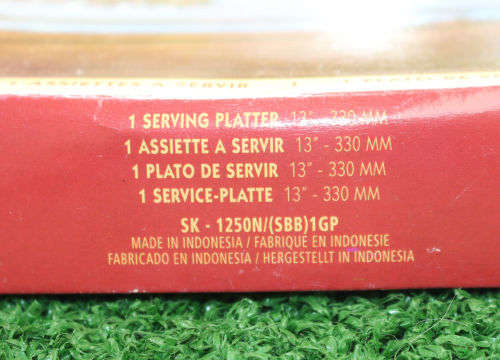 ASSIETTES A SERVIR
1 SERVING PLATTER 13" - 330 MM
1 ASSIETTE A SERVIR 13" - 330 MM
1 PLATO DE SERVIR 13" - 330 MM
1 SERVICE-PLATTE 13" - 330 MM
SK - 1250N/(SBB)1GP
MADE IN INDONESIA / FABRIQUE EN INDONESIE
FABRICADO EN INDONESIA / HERGESTELLT IN INDONESIA